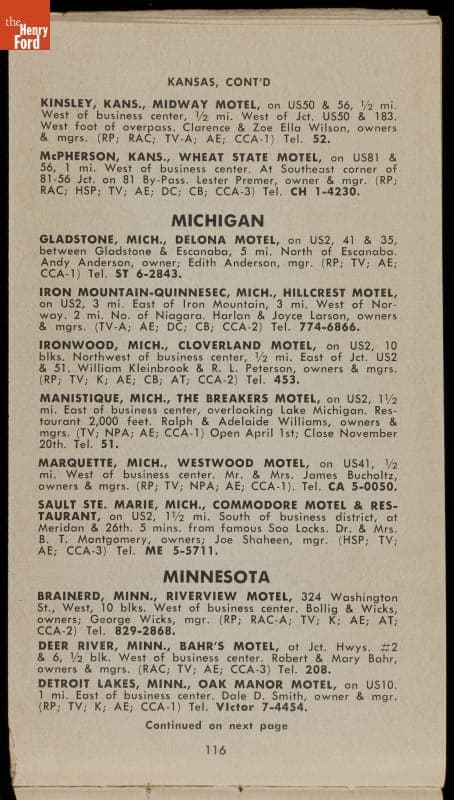 the
Henry
Ford
KANSAS, CONT'D
KINSLEY, KANS., MIDWAY MOTEL, on US50 & 56, ½ mi.
West of business center, ½ mi. West of Jct. US50 & 183.
West foot of overpass. Clarence & Zoe Ella Wilson, owners
& mgrs. (RP; RAC; TV-A; AE; CCA-1) Tel. 52.
McPHERSON, KANS., WHEAT STATE MOTEL, on US81 &
56, 1 mi. West of business center. At Southeast corner of
81-56 Jct. on 81 By-Pass. Lester Premer, owner & mgr. (RP;
RAC; HSP; TV; AE; DC; CB; CCA-3) Tel. CH 1-4230.
MICHIGAN
GLADSTONE, MICH., DELONA MOTEL, on US2, 41 & 35,
between Gladstone & Escanaba, 5 mi. North of Escanaba.
Andy Anderson, owner; Edith Anderson, mgr. (RP; TV; AE;
CCA-1) Tel. ST 6-2843.
IRON MOUNTAIN-QUINNESEC, MICH., HILLCREST MOTEL,
on US2, 3 mi. East of Iron Mountain, 3 mi. West of Nor-
way. 2 mi. No. of Niagara. Harlan & Joyce Larson, owners
& mgrs. (TV-A; AE; DC; CB; CCA-2) Tel. 774-6866.
IRONWOOD, MICH., CLOVERLAND MOTEL, on US2, 10
blks. Northwest of business center, ½ mi. East of Jct. US2
& 51. William Kleinbrook & R. L. Peterson, owners & mgrs.
(RP; TV; K; AE; CB; AT; CCA-2) Tel. 453.
MANISTIQUE, MICH., THE BREAKERS MOTEL, on US2, 1½
mi. East of business center, overlooking Lake Michigan. Res-
taurant 2,000 feet. Ralph & Adelaide Williams, owners &
mgrs. (TV; NPA; AE; CCA-1) Open April 1st; Close November
20th. Tel. 51.
MARQUETTE, MICH., WESTWOOD MOTEL, on US41, ½
mi. West of business center. Mr. & Mrs. James Bucholtz,
owners & mgrs. (RP; TV; NPA; AE; CCA-1). Tel. CA 5-0050.
SAULT STE. MARIE, MICH., COMMODORE MOTEL & RES-
TAURANT, on US2, 1½ mi. South of business district, at
Meridan & 26th. 5 mins. from famous Soo Locks. Dr. & Mrs.
B. T. Montgomery, owners; Joe Shaheen, mgr. (HSP; TV;
AE; CCA-3) Tel. ME 5-5711.
MINNESOTA
BRAINERD, MINN., RIVERVIEW MOTEL, 324 Washington
St., West, 10 blks. West of business center. Bollig & Wicks,
owners; George Wicks, mgr. (RP; RAC-A; TV; K; AE; AT;
CCA-2) Tel. 829-2868.
DEER RIVER, MINN., BAHR'S MOTEL, at Jct. Hwys. #2
& 6, ½ blk. West of business center. Robert & Mary Bahr,
owners & mgrs. (RAC; TV; AE; CCA-3) Tel. 208.
DETROIT LAKES, MINN., OAK MANOR MOTEL, on US10.
1 mi. East of business center. Dale D. Smith, owner & mgr.
(RP; TV; K; AE; CCA-1) Tel. VIctor 7-4454.
Continued on next page
116